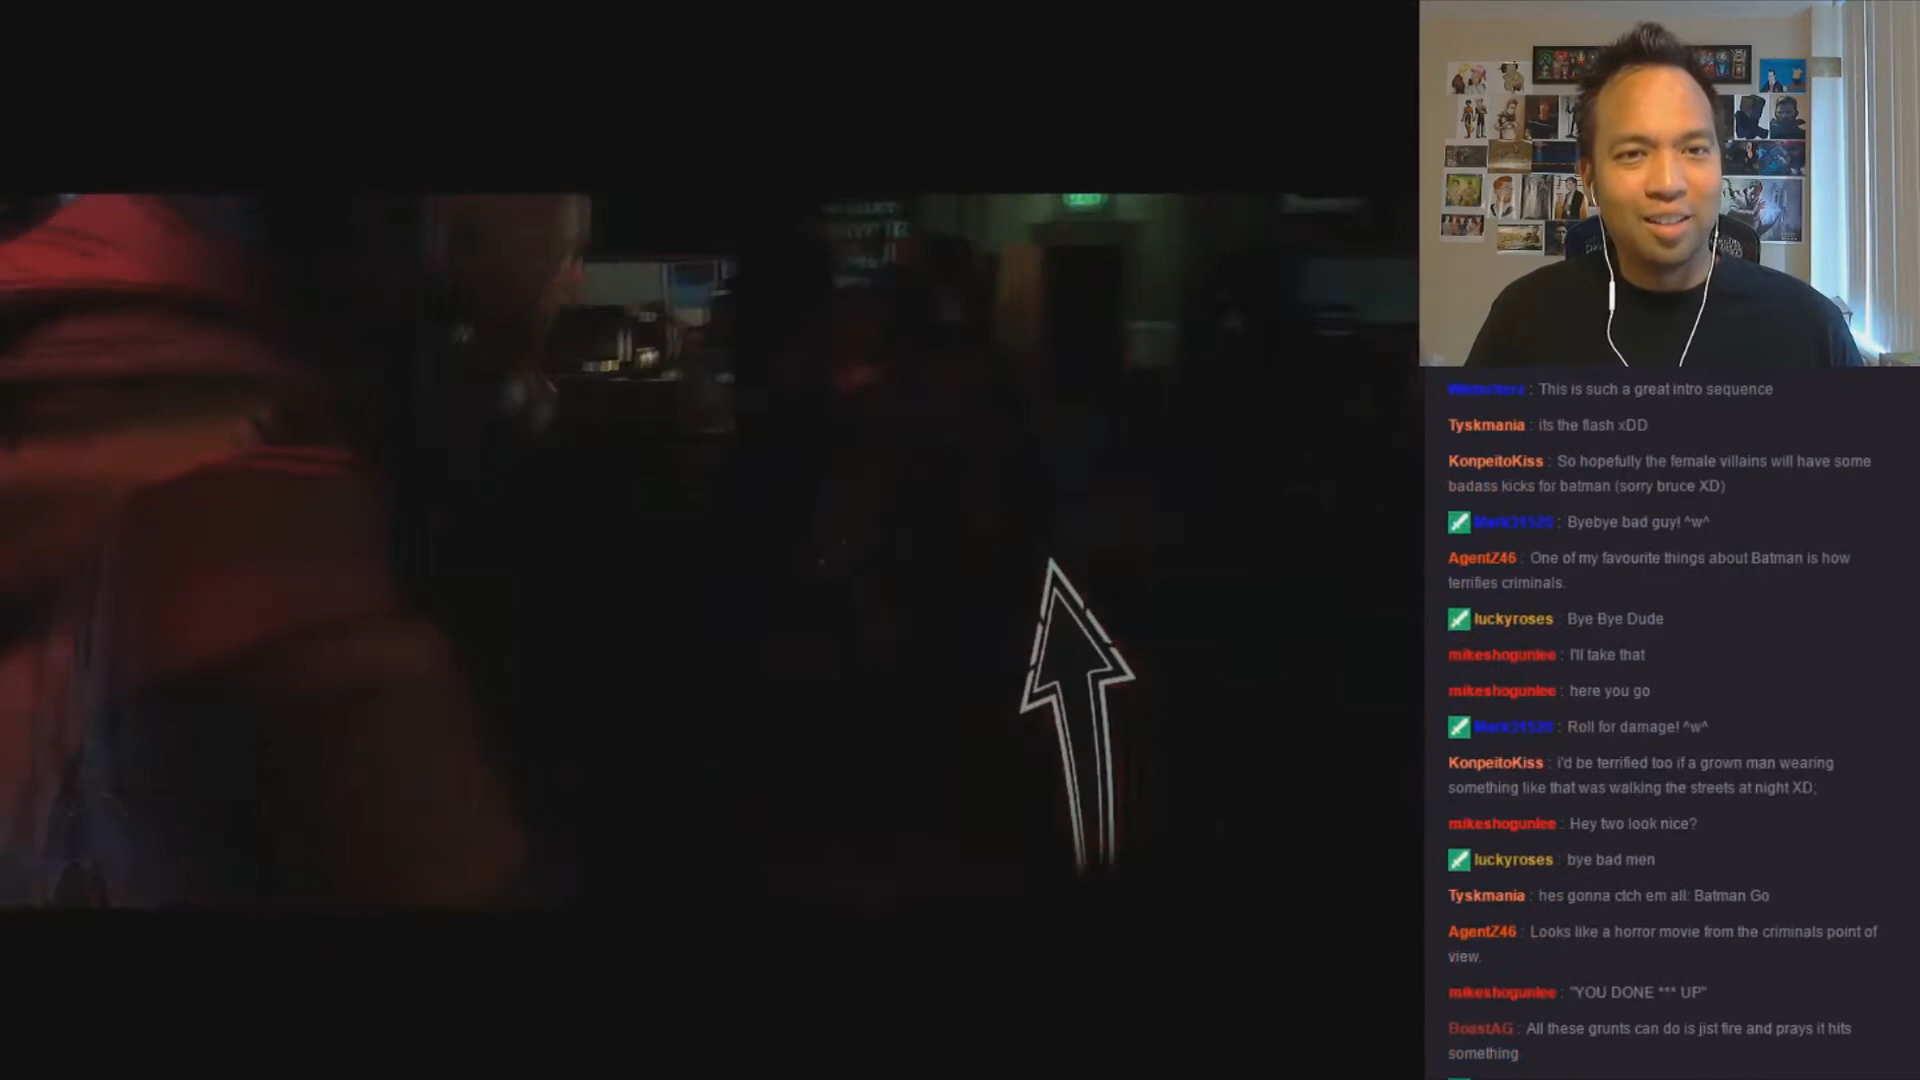 This is such a great intro sequence
Tyskmania : its the flash xDD
KonpeitoKiss : So hopefully the female villains will have some
badass kicks for batman (sorry bruce XD)
Mark31120 : Byebye bad guy! ^w^
AgentZ46 : One of my favourite things about Batman is how
terrifies criminals.
luckyroses : Bye Bye Dude
mikeshogunlee : I'll take that
mikeshogunlee : here you go
Mark31120 : Roll for damage! ^w^
KonpeitoKiss : i'd be terrified too if a grown man wearing
something like that was walking the streets at night XD;
mikeshogunlee : Hey two look nice?
luckyroses : bye bad men
Tyskmania : hes gonna ctch em all: Batman Go
AgentZ46 : Looks like a horror movie from the criminals point of
view.
mikeshogunlee : "YOU DONE *** UP"
BoastAG : All these grunts can do is jist fire and prays it hits
something